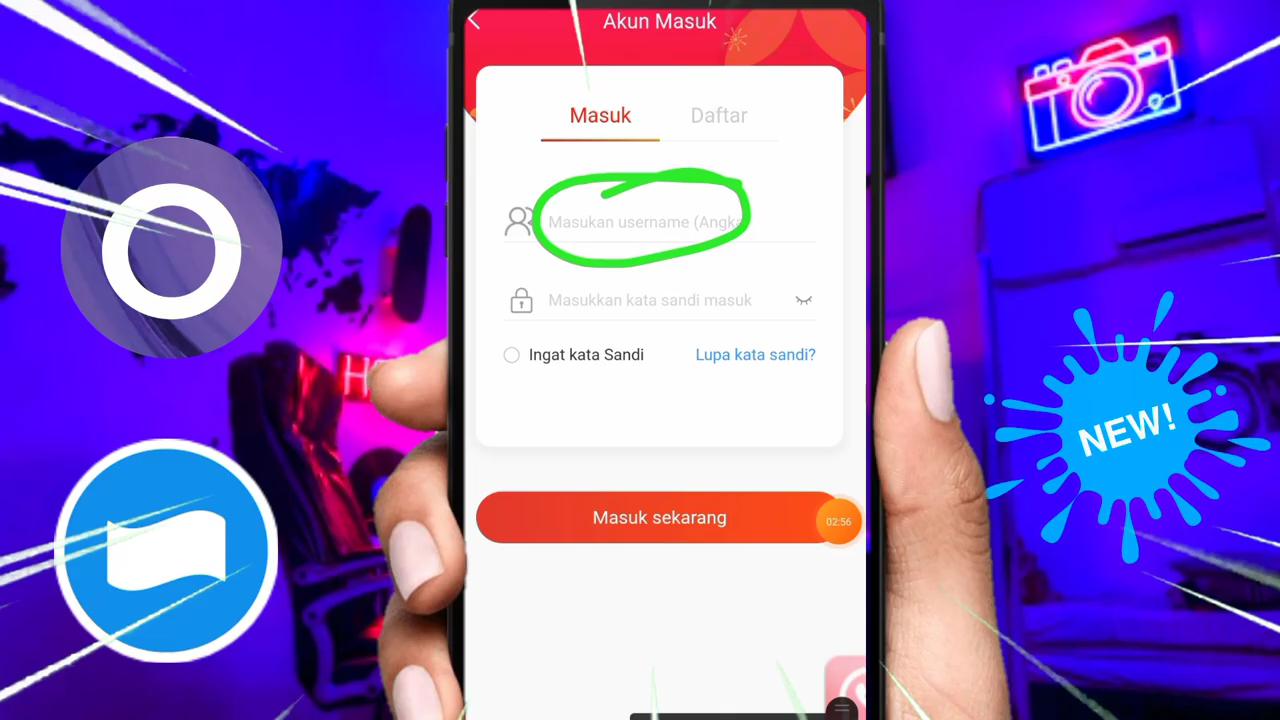 Akun Masuk
Masuk Daftar
Masukan username (Angka
Masukkan kata sandi masuk
Ingat kata Sandi Lupa kata sandi?
Masuk sekarang
02:56
NEW!